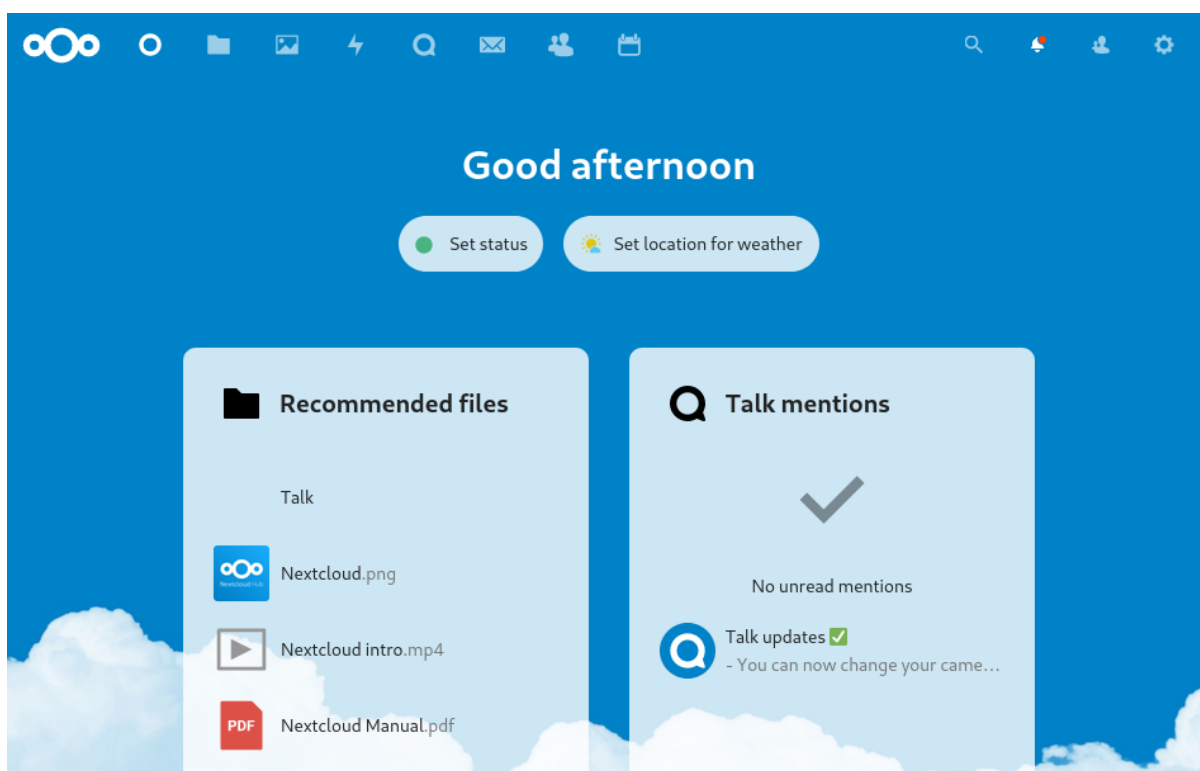 Good afternoon
Set status
Set location for weather
Recommended files
Talk
Nextcloud.png
Nextcloud intro.mp4
PDF
Nextcloud Manual.pdf
Talk mentions
No unread mentions
Talk updates ✅
- You can now change your came…